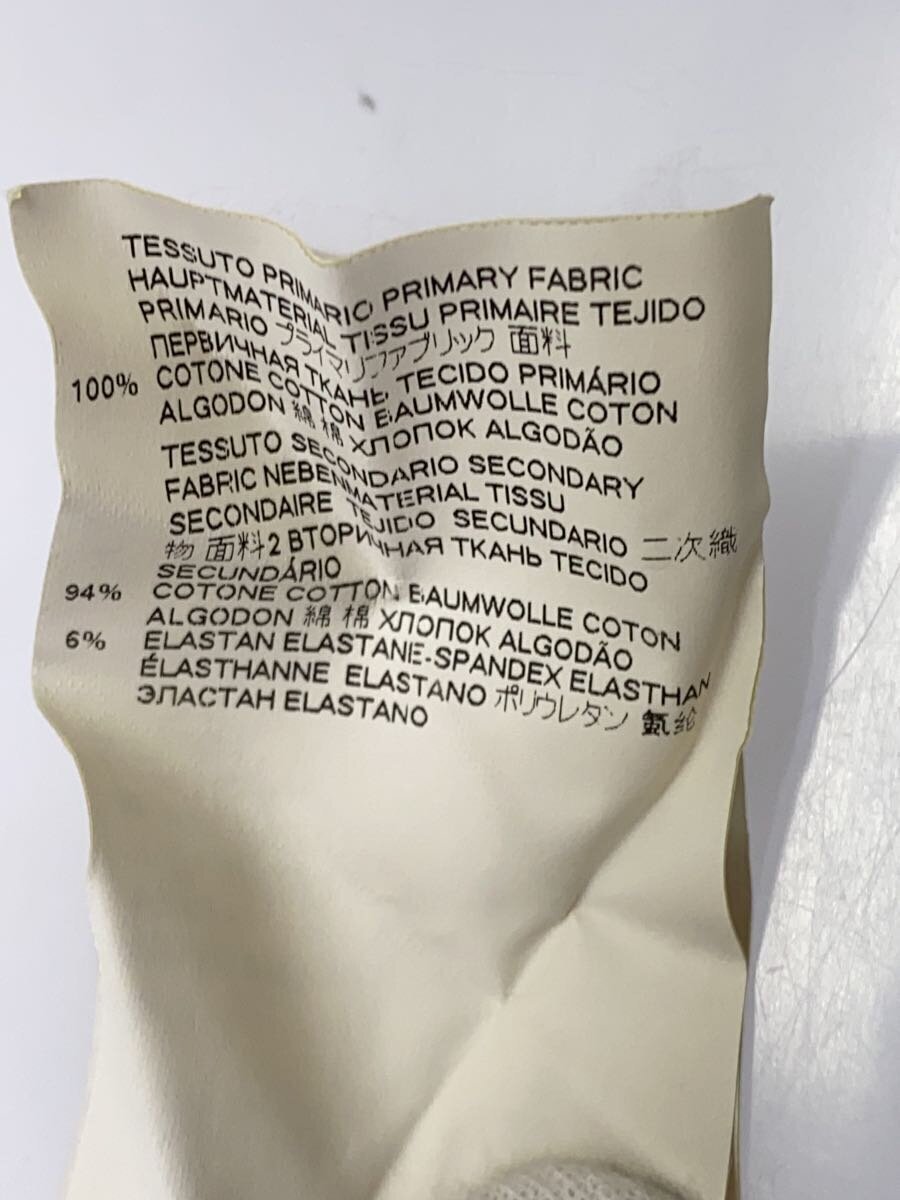 TESSUTO PRIMARIO PRIMARY FABRIC
HAUPTMATERIAL TISSU PRIMAIRE TEJIDO
PRIMARIO プライマリファブリック 面料
ПЕРВИЧНАЯ ТКАНЬ TECIDO PRIMÁRIO
100% COTONE COTTON BAUMWOLLE COTON
ALGODON 綿 棉 ХЛОПОК ALGODÃO
TESSUTO SECONDARIO SECONDARY
FABRIC NEBENMATERIAL TISSU
SECONDAIRE TEJIDO SECUNDARIO 二次織
物 面料2 ВТОРИЧНАЯ ТКАНЬ TECIDO
SECUNDÁRIO
94% COTONE COTTON BAUMWOLLE COTON
ALGODON 綿 棉 ХЛОПОК ALGODÃO
6% ELASTAN ELASTANE-SPANDEX ELASTHAN
ÉLASTHANNE ELASTANO ポリウレタン 氨纶
ЭЛАСТАН ELASTANO